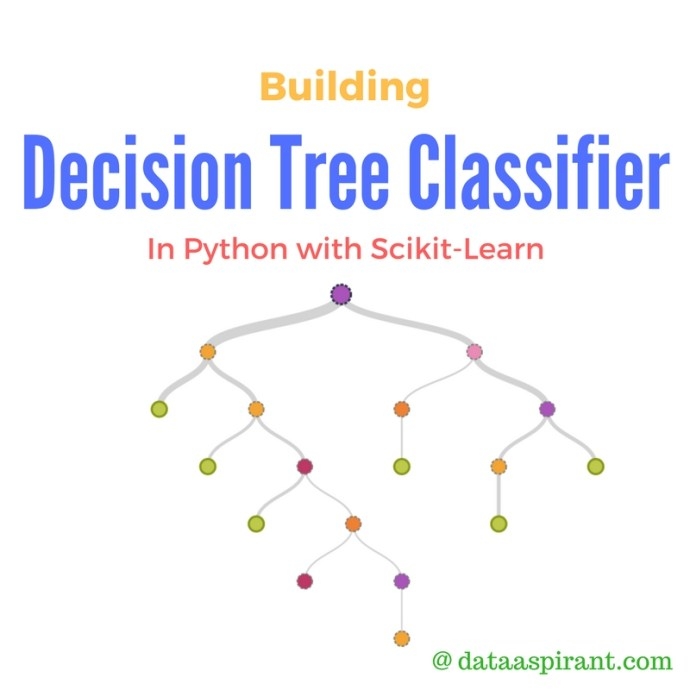 Building
Decision Tree Classifier
In Python with Scikit-Learn
@ dataaspirant.com